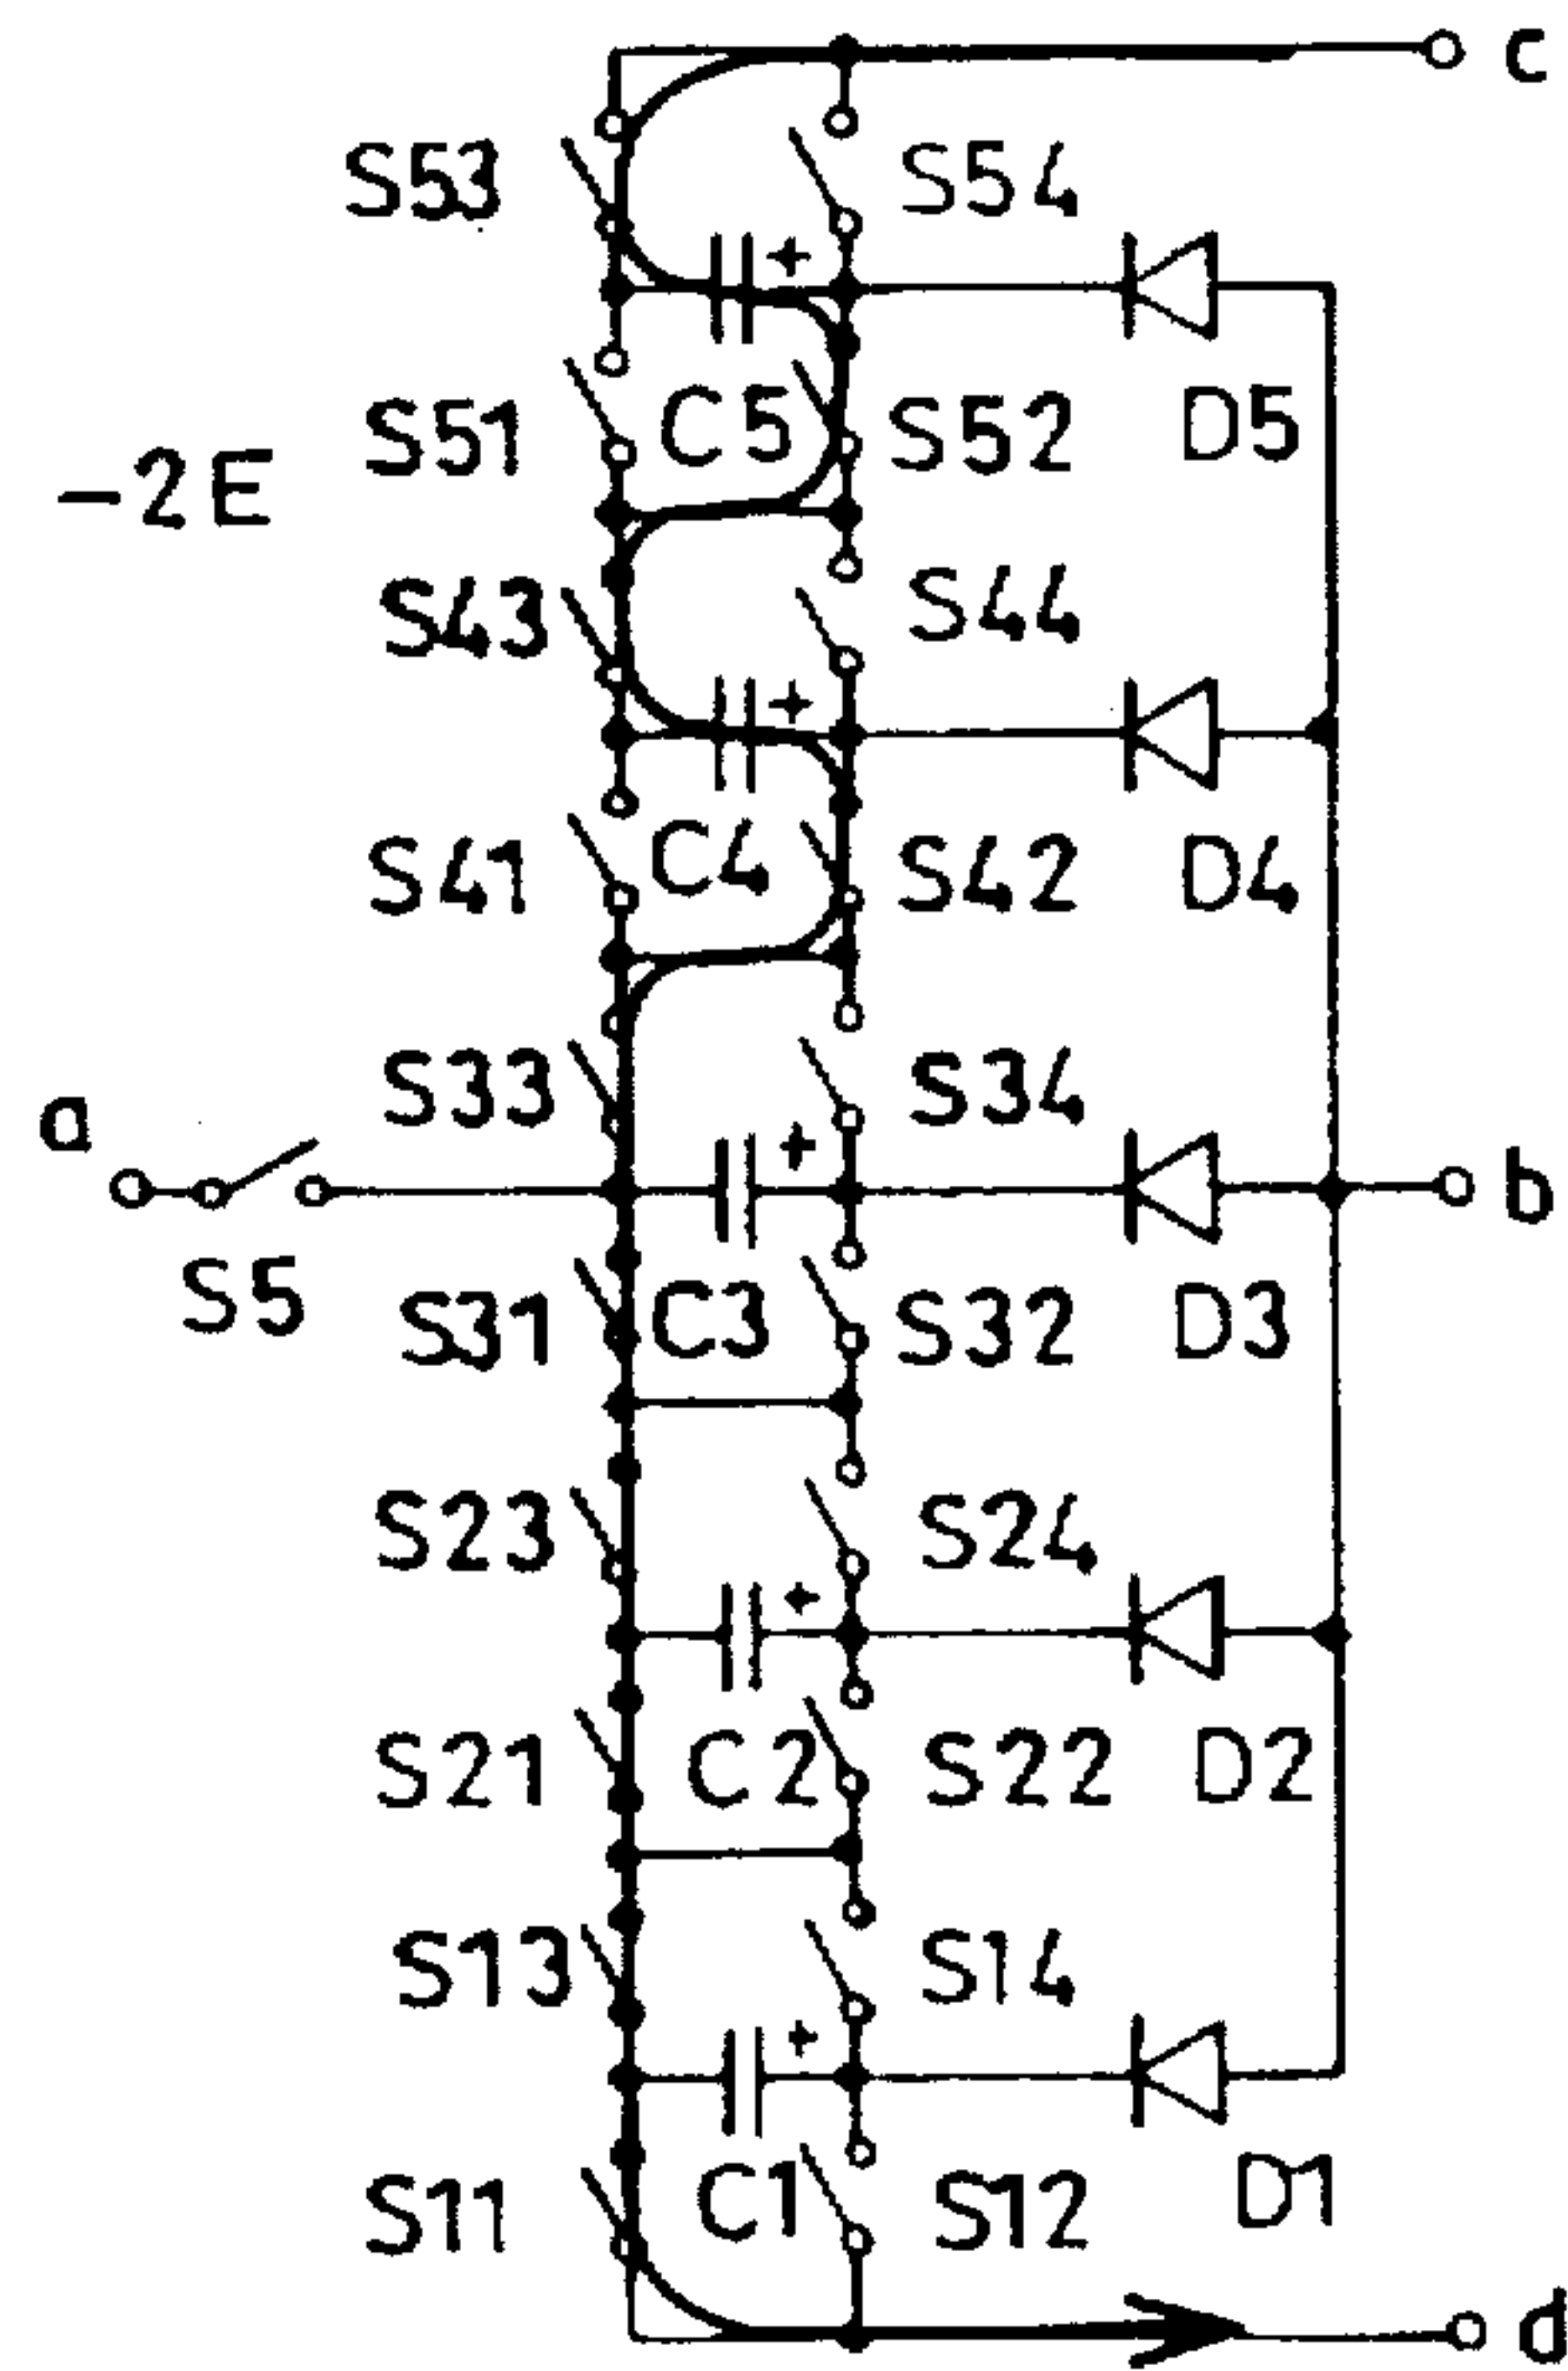 c
S53 + S54
S51 C5 S52 D5
-2E
S43 S44
+
S41 C4 S42 D4
S33 S34
a + b
S5 S31 C3 S32 D3
S23 S24
+
S21 C2 S22 D2
S13 S14
+
S11 C1 S12 D1
d